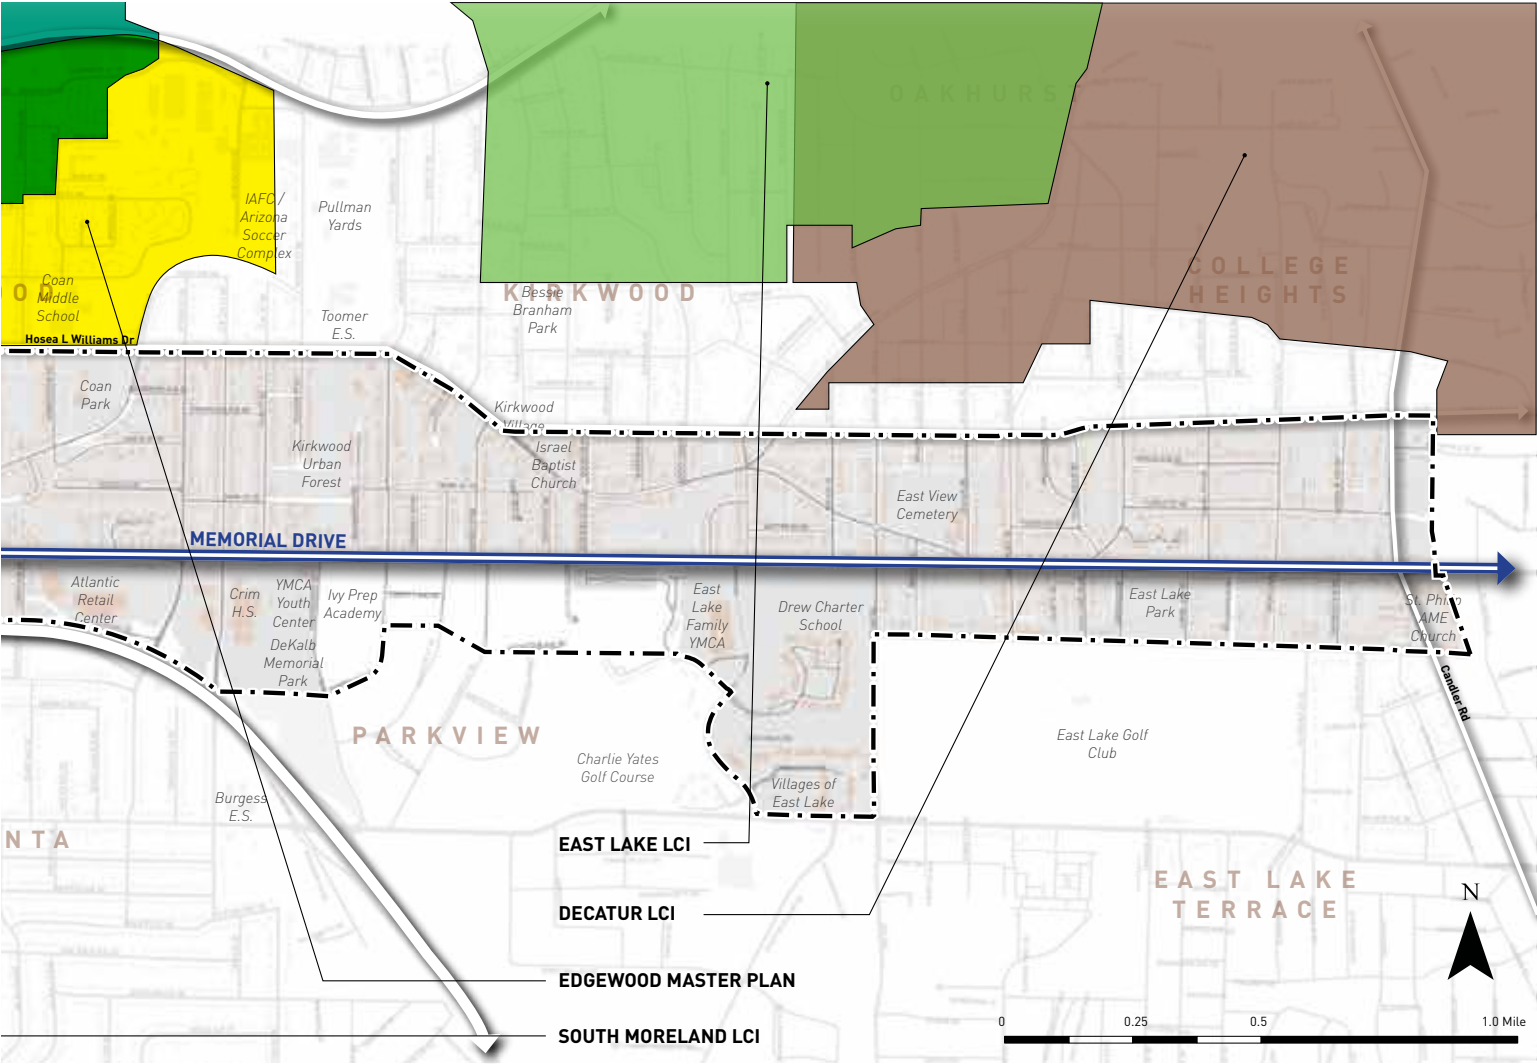 OAKHURS
IAFC /
Arizona
Soccer
Complex
Pullman
Yards
COLLEGE
HEIGHTS
OD
Coan
Middle
School
KIRKWOOD
Bessie
Branham
Park
Toomer
E.S.
Hosea L Williams Dr
Coan
Park
Kirkwood
Village
Kirkwood
Urban
Forest
Israel
Baptist
Church
East View
Cemetery
MEMORIAL DRIVE
Atlantic
Retail
Center
Crim
H.S.
YMCA
Youth
Center
Ivy Prep
Academy
DeKalb
Memorial
Park
East
Lake
Family
YMCA
Drew Charter
School
East Lake
Park
St. Philip
AME
Church
Candler Rd
PARKVIEW
Charlie Yates
Golf Course
East Lake Golf
Club
Villages of
East Lake
Burgess
E.S.
NTA
EAST LAKE LCI
EAST LAKE
TERRACE
DECATUR LCI
EDGEWOOD MASTER PLAN
SOUTH MORELAND LCI
N
0 0.25 0.5 1.0 Mile